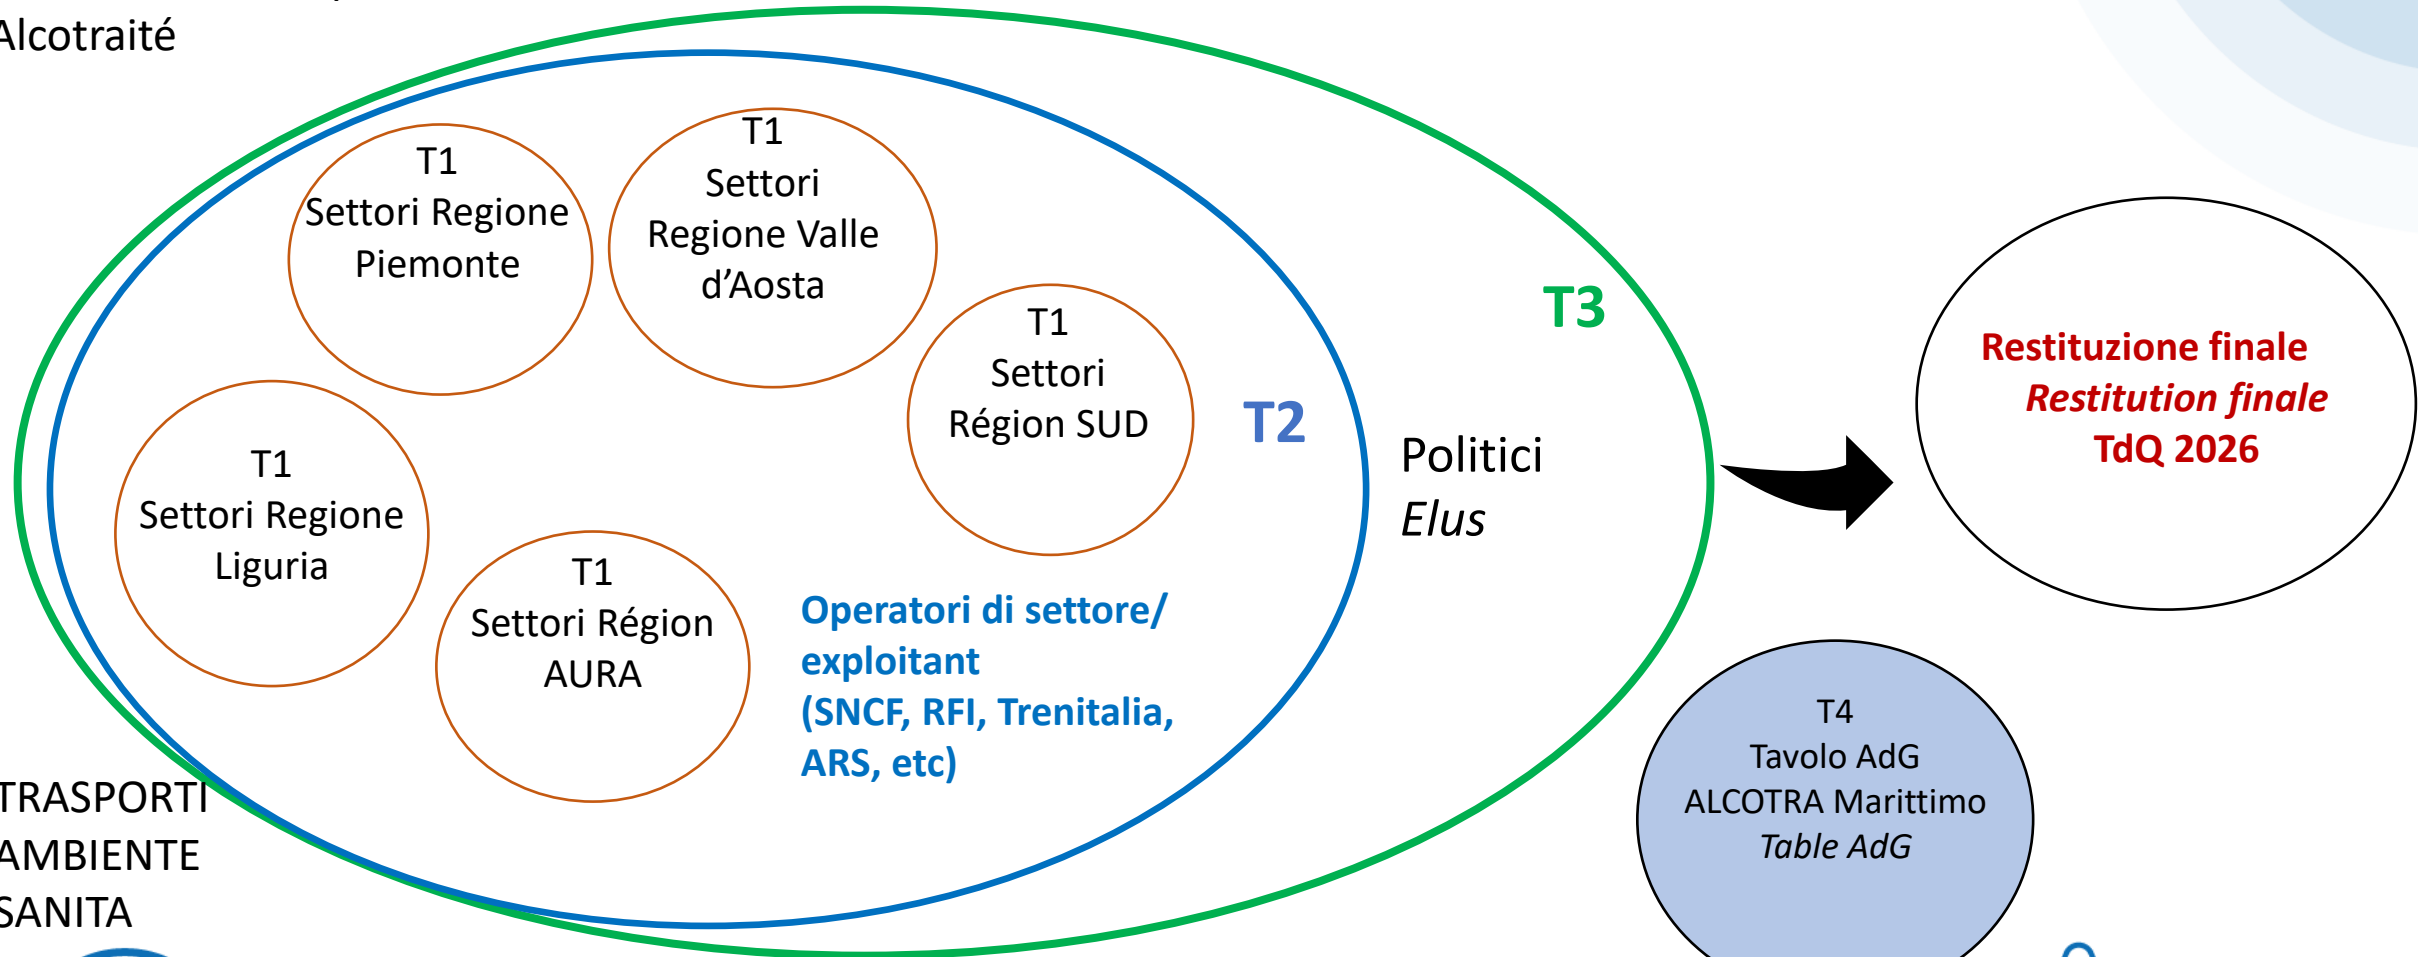 Alcotraité
T1
Settori Regione
Piemonte
T1
Settori
Regione Valle
d’Aosta
T1
Settori
Région SUD
T1
Settori Regione
Liguria
T1
Settori Région
AURA
Operatori di settore/
exploitant
(SNCF, RFI, Trenitalia,
ARS, etc)
T2
Politici
Elus
T3
Restituzione finale
Restitution finale
TdQ 2026
T4
Tavolo AdG
ALCOTRA Marittimo
Table AdG
TRASPORTI
AMBIENTE
SANITA